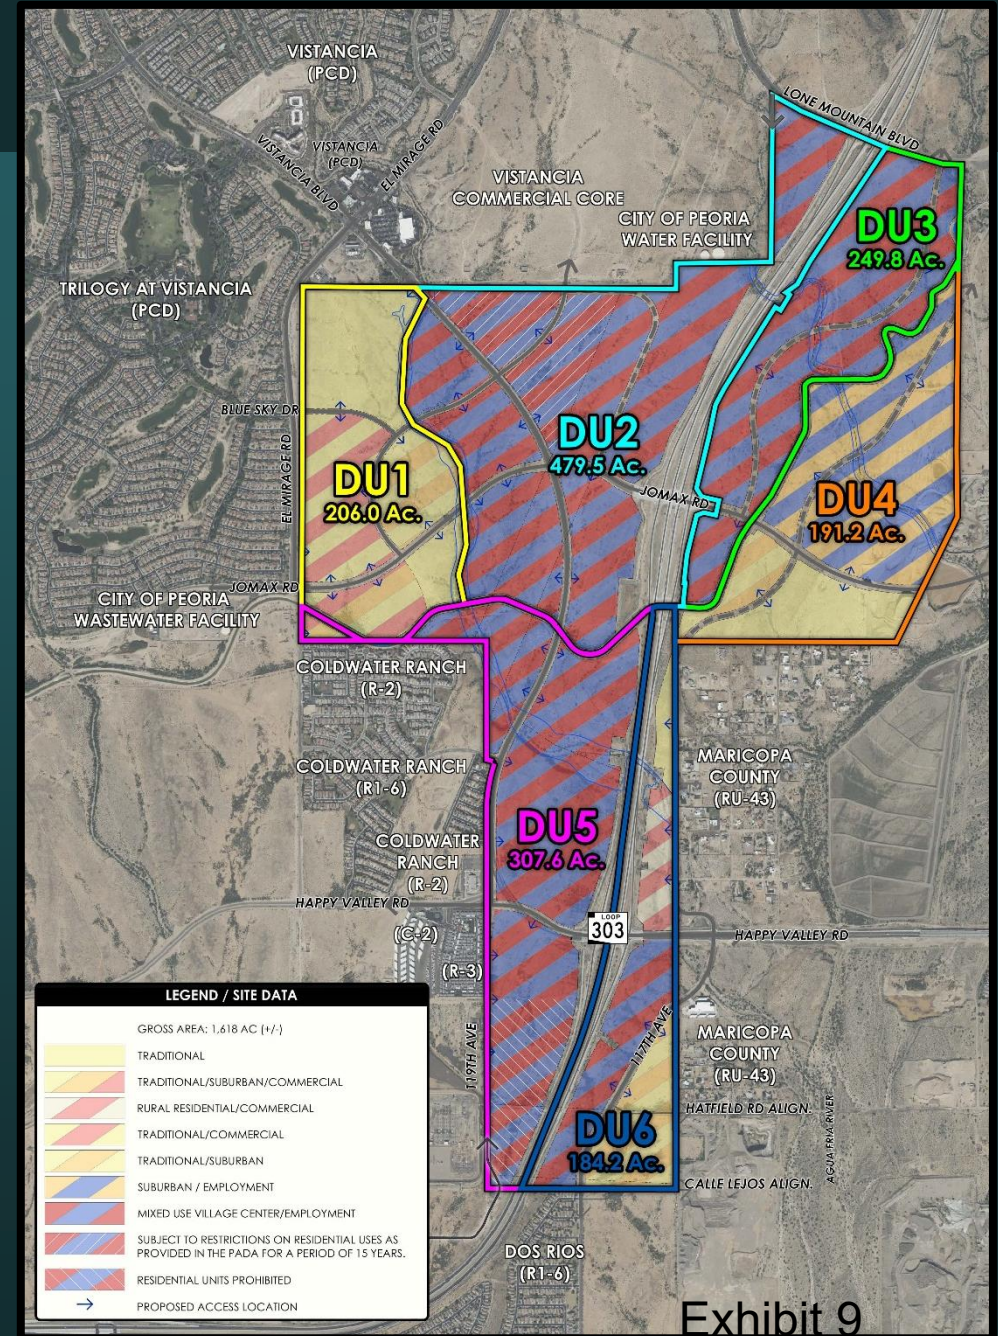 VISTANCIA
(PCD)
LONE MOUNTAIN BLVD
VISTANCIA BLVD
VISTANCIA
(PCD)
EL MIRAGE RD
VISTANCIA
COMMERCIAL CORE
CITY OF PEORIA
WATER FACILITY
DU3
249.8 Ac.
TRILOGY AT VISTANCIA
(PCD)
BLUE SKY DR
EL MIRAGE RD
DU1
206.0 Ac.
DU2
479.5 Ac.
JOMAX RD
DU4
191.2 Ac.
JOMAX RD
CITY OF PEORIA
WASTEWATER FACILITY
COLDWATER RANCH
(R-2)
COLDWATER RANCH
(R1-6)
MARICOPA
COUNTY
(RU-43)
COLDWATER
RANCH
(R-2)
DU5
307.6 Ac.
HAPPY VALLEY RD
(C-2)
(R-3)
LOOP
303
HAPPY VALLEY RD
119TH AVE
117TH AVE
MARICOPA
COUNTY
(RU-43)
HATFIELD RD ALIGN.
AGUA FRIA RIVER
DU6
184.2 Ac.
CALLE LEJOS ALIGN.
DOS RIOS
(R1-6)
LEGEND / SITE DATA
GROSS AREA: 1,618 AC (+/-)
TRADITIONAL
TRADITIONAL/SUBURBAN/COMMERCIAL
RURAL RESIDENTIAL/COMMERCIAL
TRADITIONAL/COMMERCIAL
TRADITIONAL/SUBURBAN
SUBURBAN / EMPLOYMENT
MIXED USE VILLAGE CENTER/EMPLOYMENT
SUBJECT TO RESTRICTIONS ON RESIDENTIAL USES AS
PROVIDED IN THE PADA FOR A PERIOD OF 15 YEARS.
RESIDENTIAL UNITS PROHIBITED
PROPOSED ACCESS LOCATION
Exhibit 9